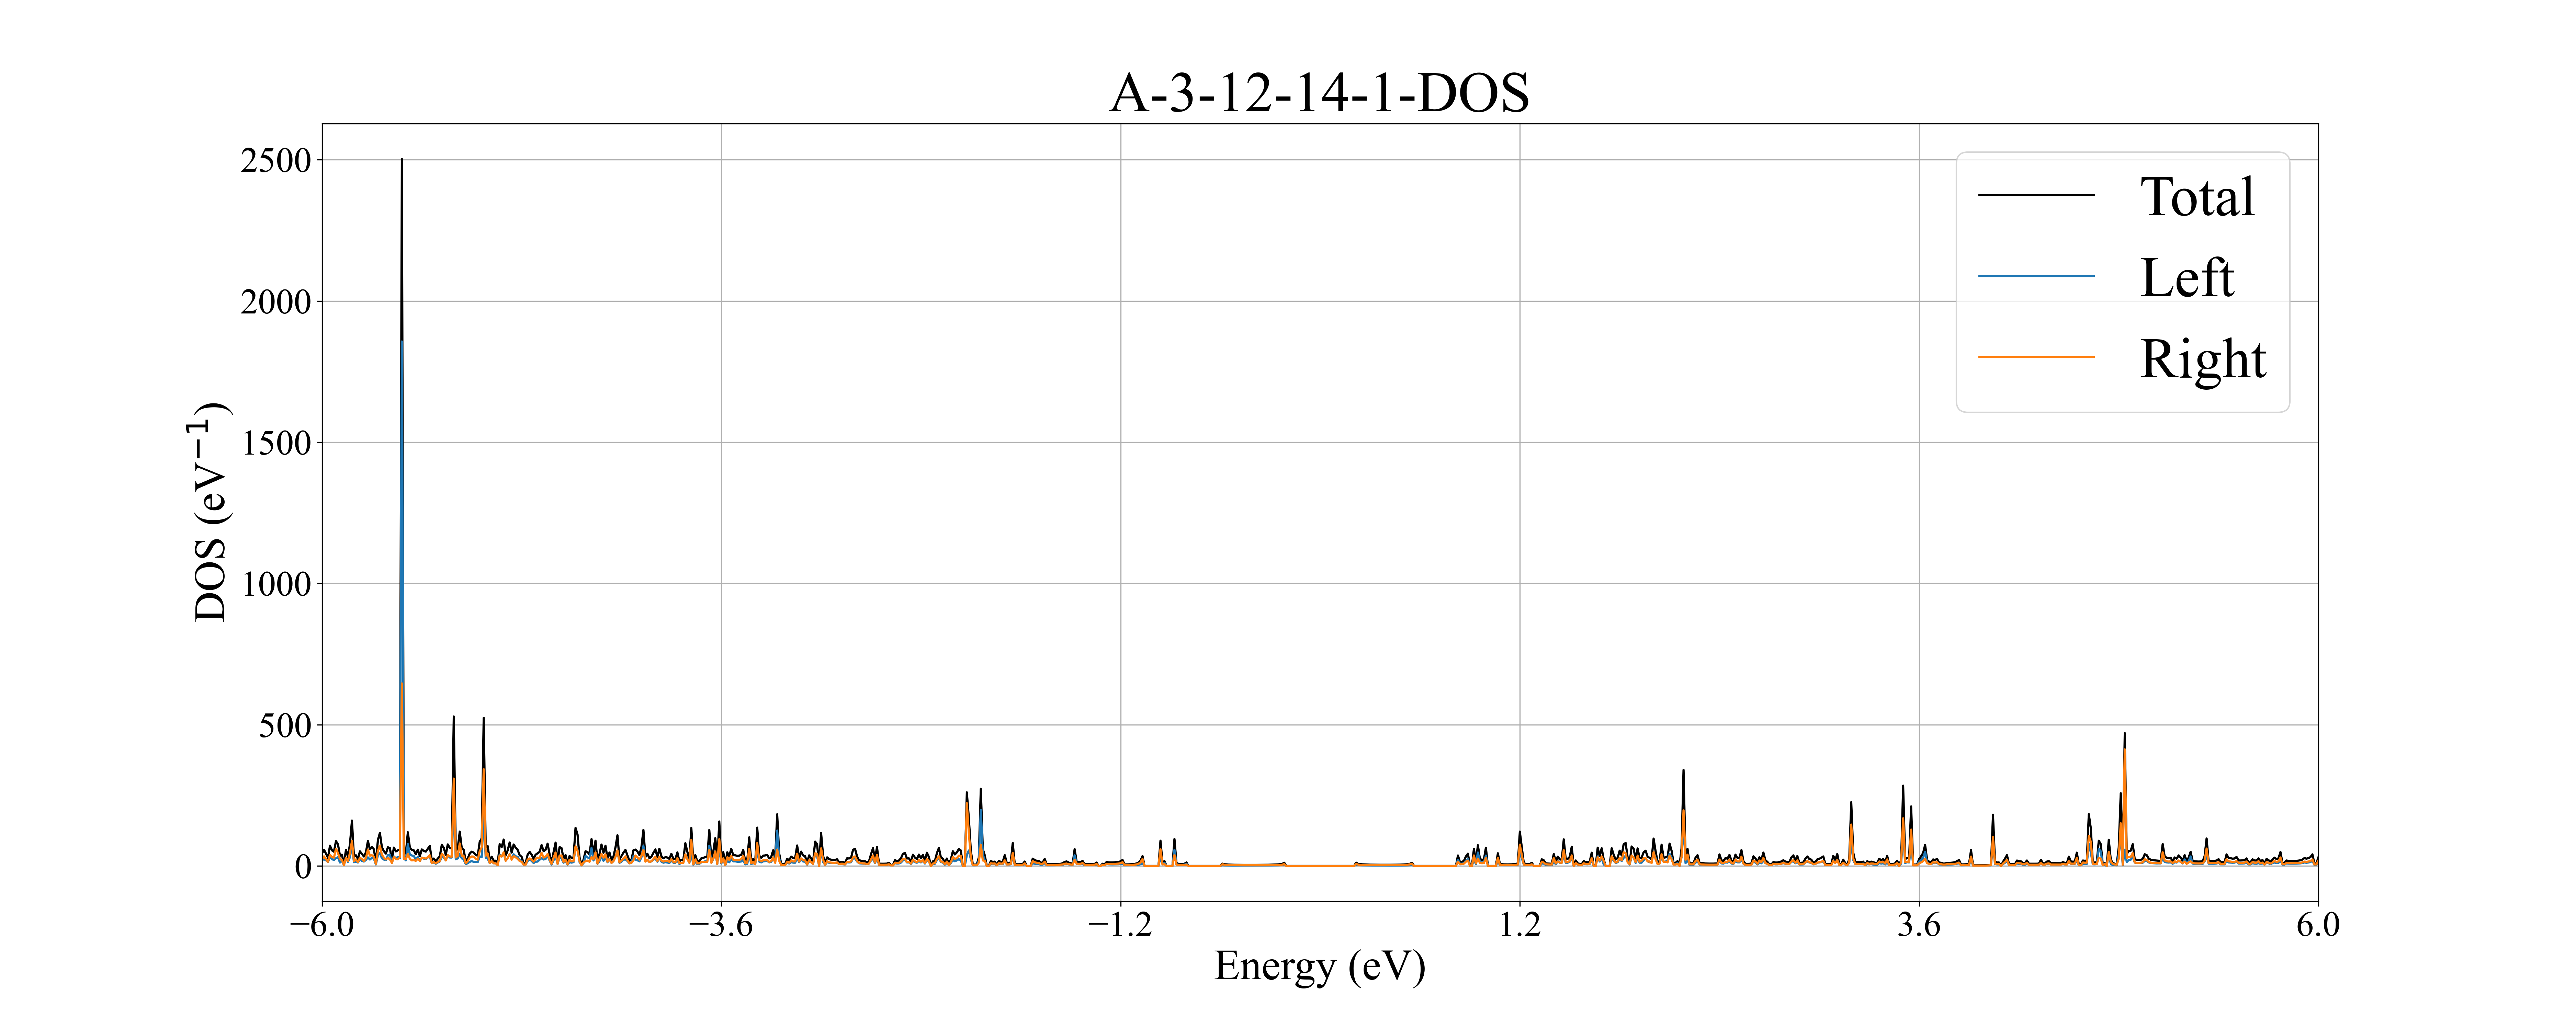 A-3-12-14-1-DOS
2500
2000
1500
1000
500
0
DOS (eV⁻¹)
Total
Left
Right
−6.0 −3.6 −1.2 1.2 3.6 6.0
Energy (eV)